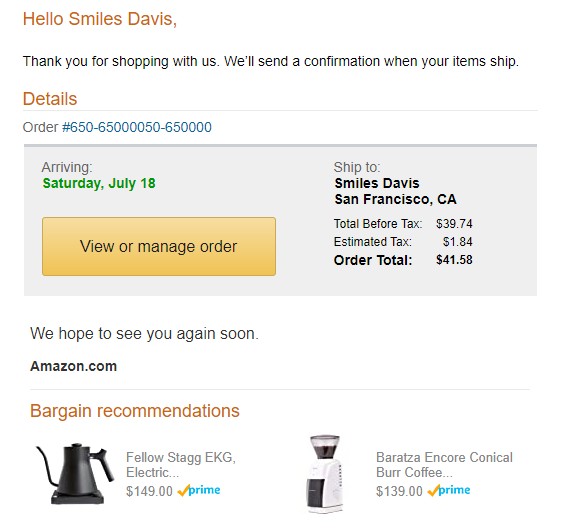 Hello Smiles Davis,
Thank you for shopping with us. We'll send a confirmation when your items ship.
Details
Order #650-65000050-650000
Arriving:
Saturday, July 18
View or manage order
Ship to:
Smiles Davis
San Francisco, CA
Total Before Tax: $39.74
Estimated Tax: $1.84
Order Total: $41.58
We hope to see you again soon.
Amazon.com
Bargain recommendations
Fellow Stagg EKG,
Electric...
$149.00 prime
Baratza Encore Conical
Burr Coffee...
$139.00 prime